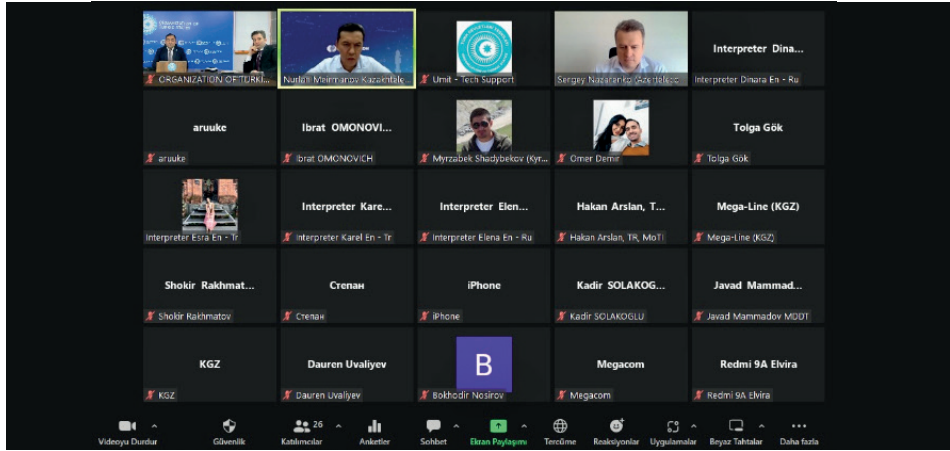 ORGANIZATION OF TURKI...
Nurlan Meirmanov Kazakhtele...
Umit - Tech Support
Sergey Nazarenko (Azertelecc
Interpreter Dina...
Interpreter Dinara En - Ru
aruuke
aruuke
Ibrat OMONOVI...
Ibrat OMONOVICH
Myrzabek Shadybekov (Kyr...
Omer Demir
Tolga Gök
Tolga Gök
Interpreter Esra En - Tr
Interpreter Kare...
Interpreter Karel En - Tr
Interpreter Elen...
Interpreter Elena En - Ru
Hakan Arslan, T...
Hakan Arslan, TR, MoTI
Mega-Line (KGZ)
Mega-Line (KGZ)
Shokir Rakhmat...
Shokir Rakhmatov
Степан
Степан
iPhone
iPhone
Kadir SOLAKOG...
Kadir SOLAKOGLU
Javad Mammad...
Javad Mammadov MDDT
KGZ
KGZ
Dauren Uvaliyev
Dauren Uvaliyev
B
Bokhodir Nosirov
Megacom
Megacom
Redmi 9A Elvira
Redmi 9A Elvira
26
Videoyu Durdur
Güvenlik
Katılımcılar
Anketler
Sohbet
Ekran Paylaşımı
Tercüme
Reaksiyonlar
Uygulamalar
Beyaz Tahtalar
Daha fazla